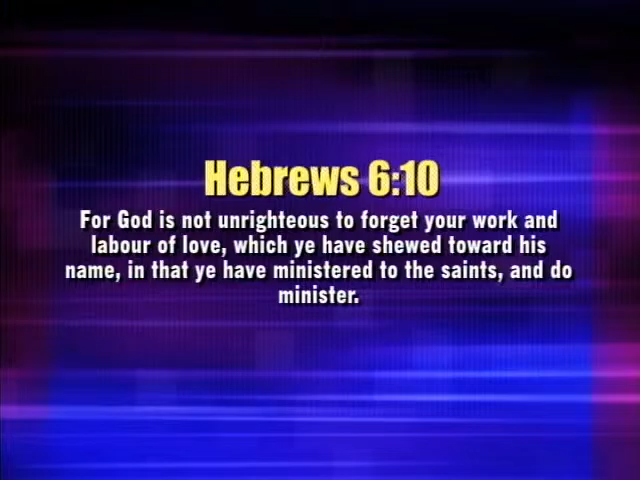 Hebrews 6:10
For God is not unrighteous to forget your work and
labour of love, which ye have shewed toward his
name, in that ye have ministered to the saints, and do
minister.